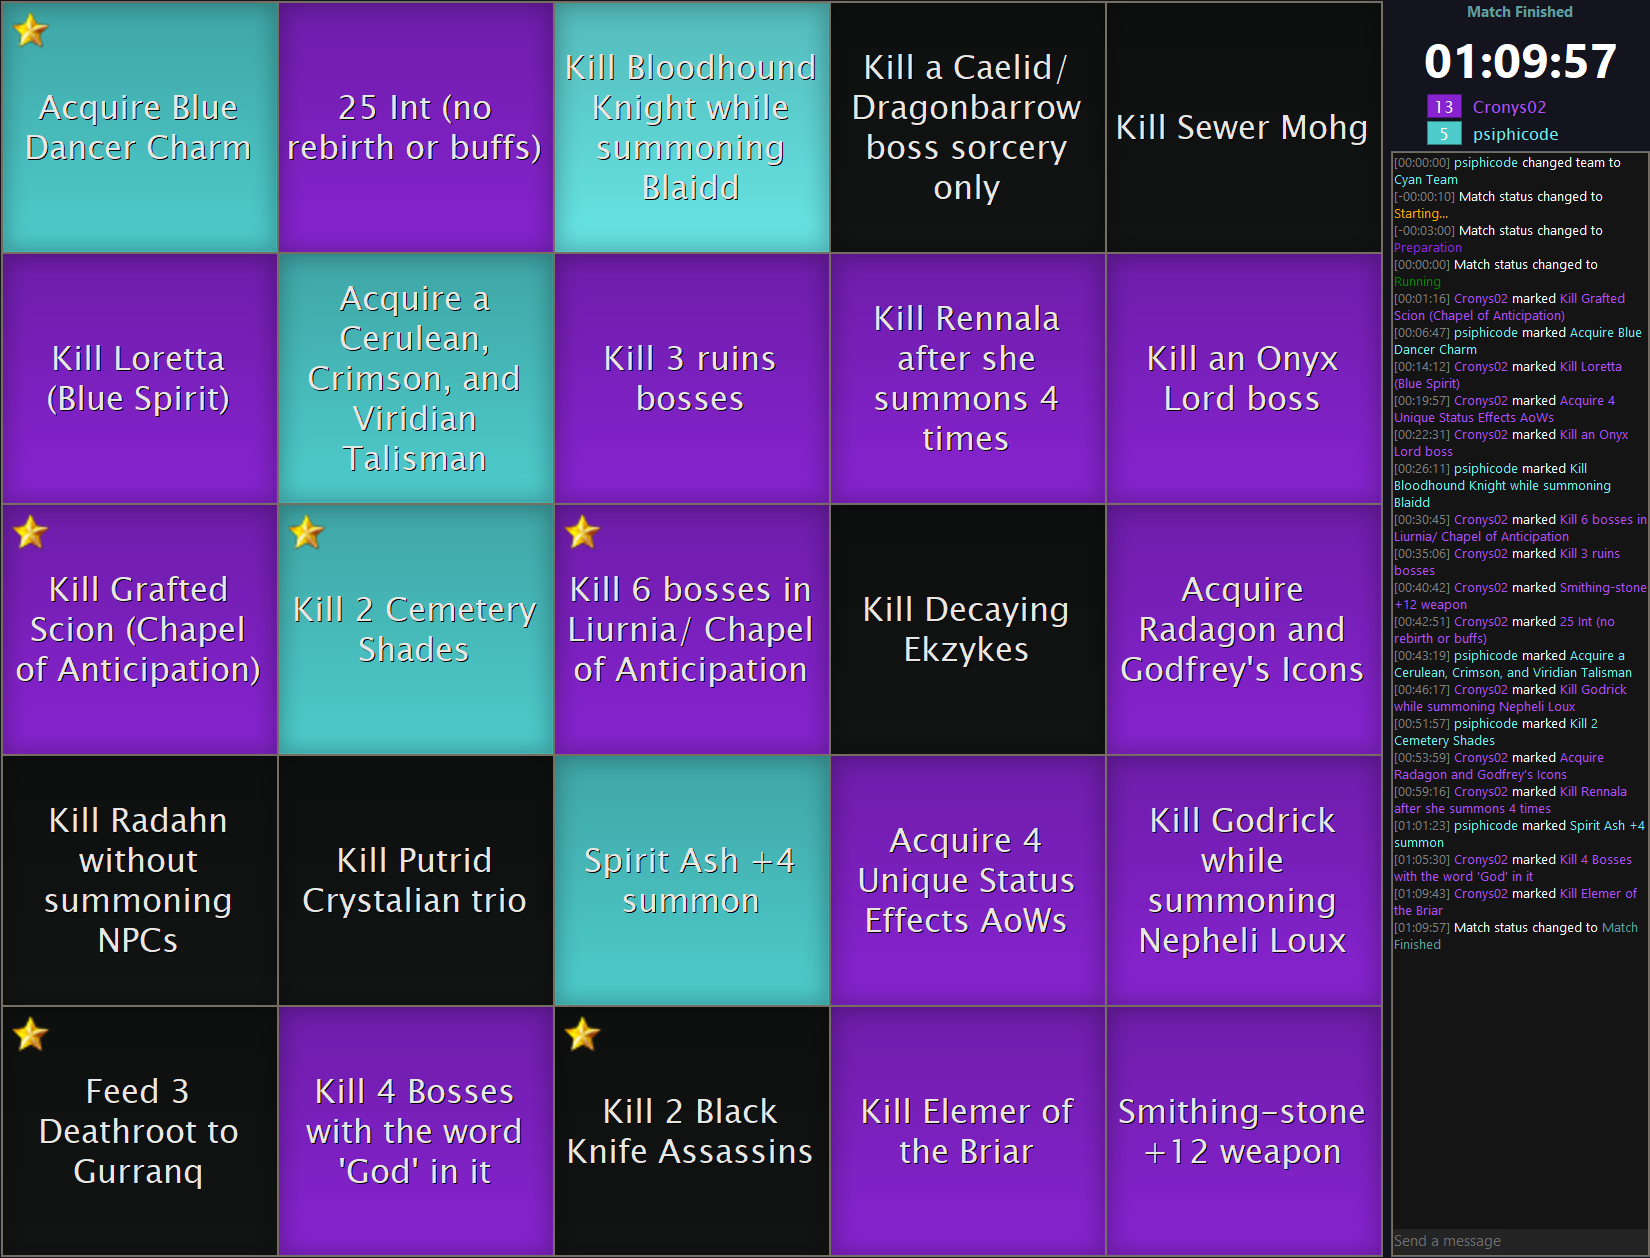 Acquire Blue
Dancer Charm
25 Int (no
rebirth or buffs)
Kill Bloodhound
Knight while
summoning
Blaidd
Kill a Caelid/
Dragonbarrow
boss sorcery
only
Kill Sewer Mohg
Kill Loretta
(Blue Spirit)
Acquire a
Cerulean,
Crimson, and
Viridian
Talisman
Kill 3 ruins
bosses
Kill Rennala
after she
summons 4
times
Kill an Onyx
Lord boss
Kill Grafted
Scion (Chapel
of Anticipation)
Kill 2 Cemetery
Shades
Kill 6 bosses in
Liurnia/ Chapel
of Anticipation
Kill Decaying
Ekzykes
Acquire
Radagon and
Godfrey's Icons
Kill Radahn
without
summoning
NPCs
Kill Putrid
Crystalian trio
Spirit Ash +4
summon
Acquire 4
Unique Status
Effects AoWs
Kill Godrick
while
summoning
Nepheli Loux
Feed 3
Deathroot to
Gurranq
Kill 4 Bosses
with the word
'God' in it
Kill 2 Black
Knife Assassins
Kill Elemer of
the Briar
Smithing-stone
+12 weapon
Match Finished
01:09:57
13 Cronys02
5 psiphicode
[00:00:00] psiphicode changed team to
Cyan Team
[-00:00:10] Match status changed to
Starting...
[-00:03:00] Match status changed to
Preparation
[00:00:00] Match status changed to
Running
[00:01:16] Cronys02 marked Kill Grafted
Scion (Chapel of Anticipation)
[00:06:47] psiphicode marked Acquire Blue
Dancer Charm
[00:14:12] Cronys02 marked Kill Loretta
(Blue Spirit)
[00:19:57] Cronys02 marked Acquire 4
Unique Status Effects AoWs
[00:22:31] Cronys02 marked Kill an Onyx
Lord boss
[00:26:11] psiphicode marked Kill
Bloodhound Knight while summoning
Blaidd
[00:30:45] Cronys02 marked Kill 6 bosses in
Liurnia/ Chapel of Anticipation
[00:35:06] Cronys02 marked Kill 3 ruins
bosses
[00:40:42] Cronys02 marked Smithing-stone
+12 weapon
[00:42:51] Cronys02 marked 25 Int (no
rebirth or buffs)
[00:43:19] psiphicode marked Acquire a
Cerulean, Crimson, and Viridian Talisman
[00:46:17] Cronys02 marked Kill Godrick
while summoning Nepheli Loux
[00:51:57] psiphicode marked Kill 2
Cemetery Shades
[00:53:59] Cronys02 marked Acquire
Radagon and Godfrey's Icons
[00:59:16] Cronys02 marked Kill Rennala
after she summons 4 times
[01:01:23] psiphicode marked Spirit Ash +4
summon
[01:05:30] Cronys02 marked Kill 4 Bosses
with the word 'God' in it
[01:09:43] Cronys02 marked Kill Elemer of
the Briar
[01:09:57] Match status changed to Match
Finished
Send a message